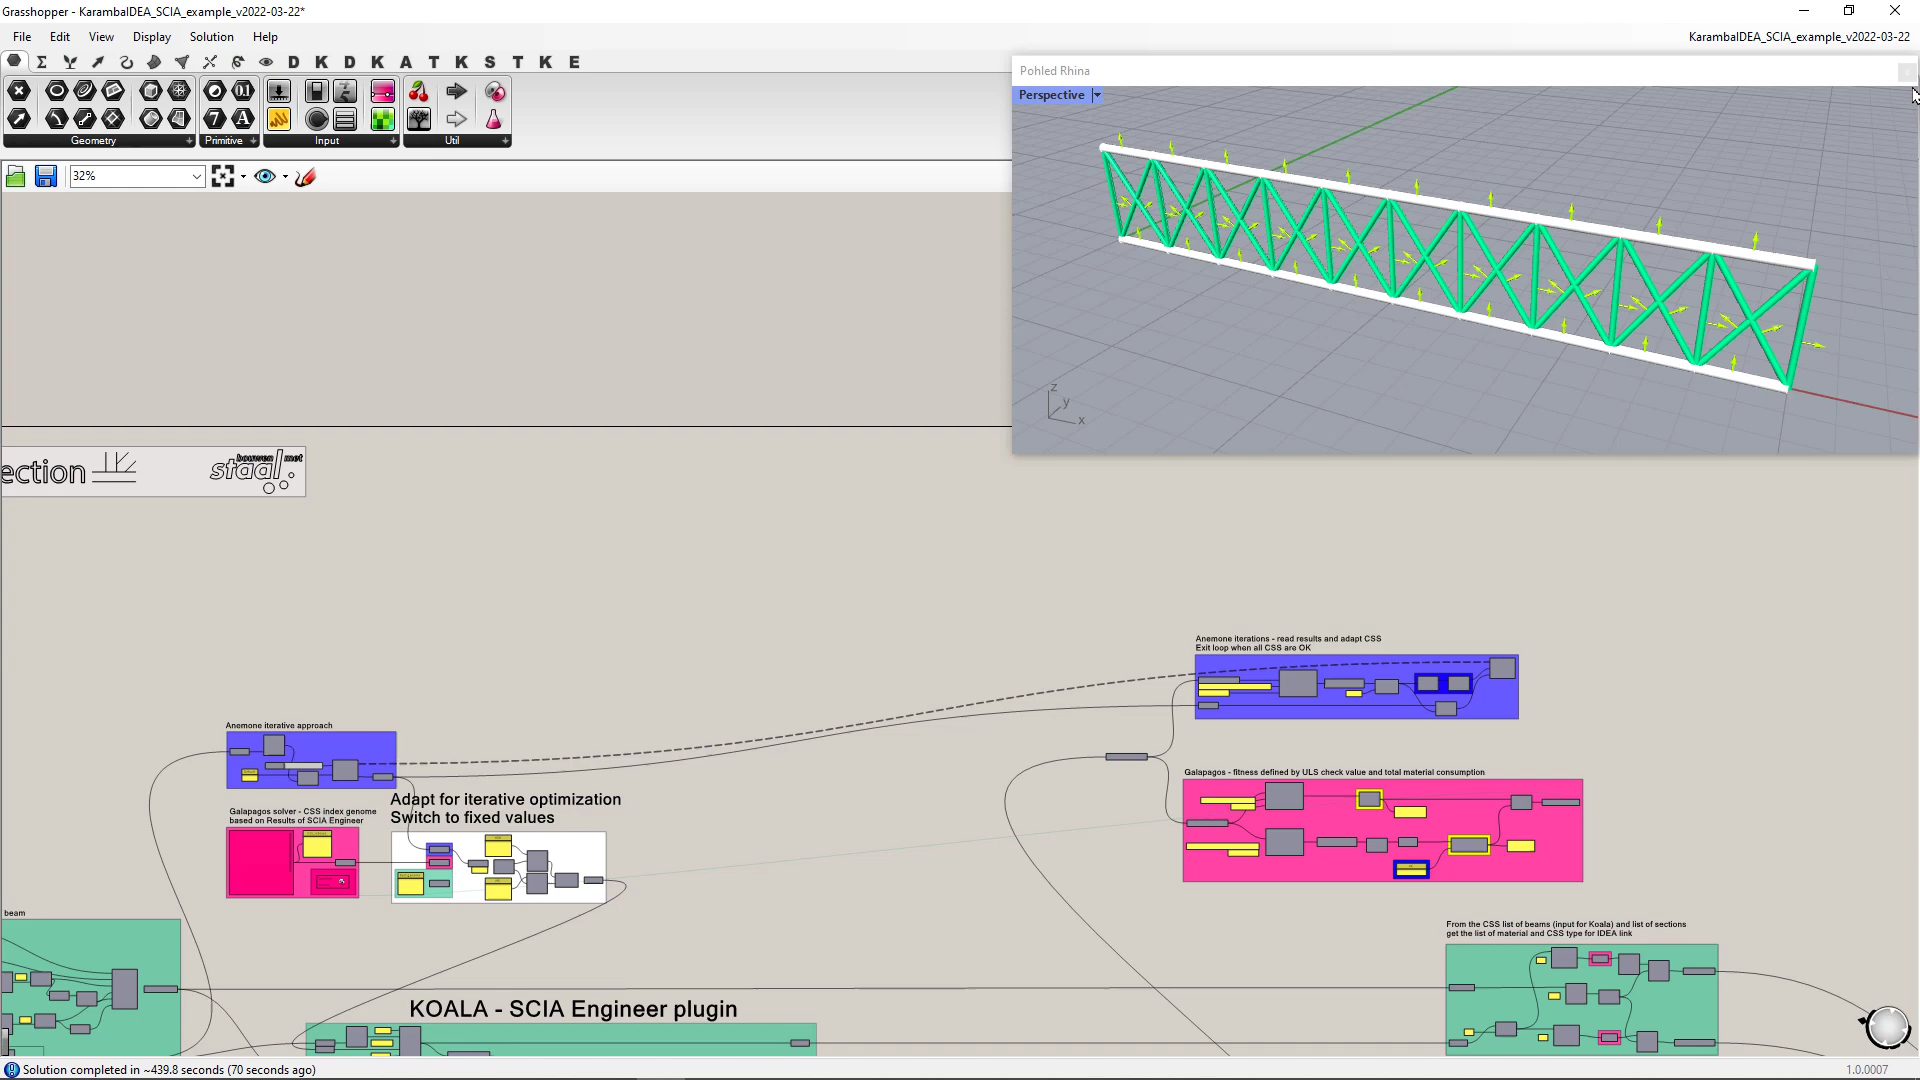 Grasshopper - KarambaIDEA_SCIA_example_v2022-03-22*
File Edit View Display Solution Help
KarambaIDEA_SCIA_example_v2022-03-22
D K D K A T K S T K E
Pohled Rhina
Perspective
Geometry
Primitive
Input
Util
32%
z
y
x
ection
bouwen met
staal
Anemone iterations - read results and adapt CSS
Exit loop when all CSS are OK
Anemone iterative approach
Galapagos - fitness defined by ULS check value and total material consumption
Adapt for iterative optimization
Switch to fixed values
Galapagos solver - CSS index genome
based on Results of SCIA Engineer
beam
From the CSS list of beams (input for Koala) and list of sections
get the list of material and CSS type for IDEA link
KOALA - SCIA Engineer plugin
Solution completed in ~439.8 seconds (70 seconds ago)
1.0.0007